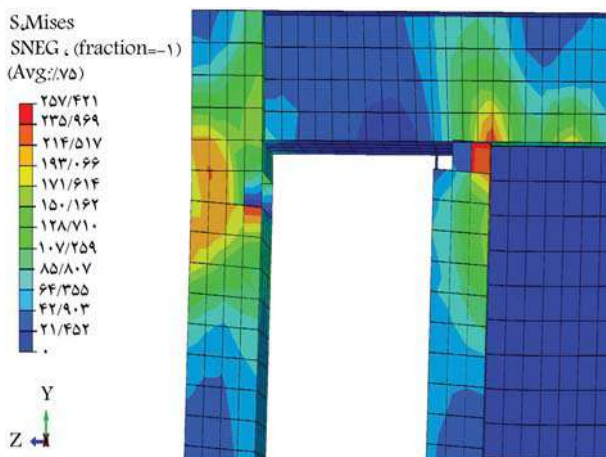 S,Mises
SNEG, (fraction=-1)
(Avg:٪۷۵)
۲۵۷/۴۲۱
۲۳۵/۹۶۹
۲۱۴/۵۱۷
۱۹۳/۰۶۶
۱۷۱/۶۱۴
۱۵۰/۱۶۲
۱۲۸/۷۱۰
۱۰۷/۲۵۹
۸۵/۸۰۷
۶۴/۳۵۵
۴۲/۹۰۳
۲۱/۴۵۲
۰
Y
Z X